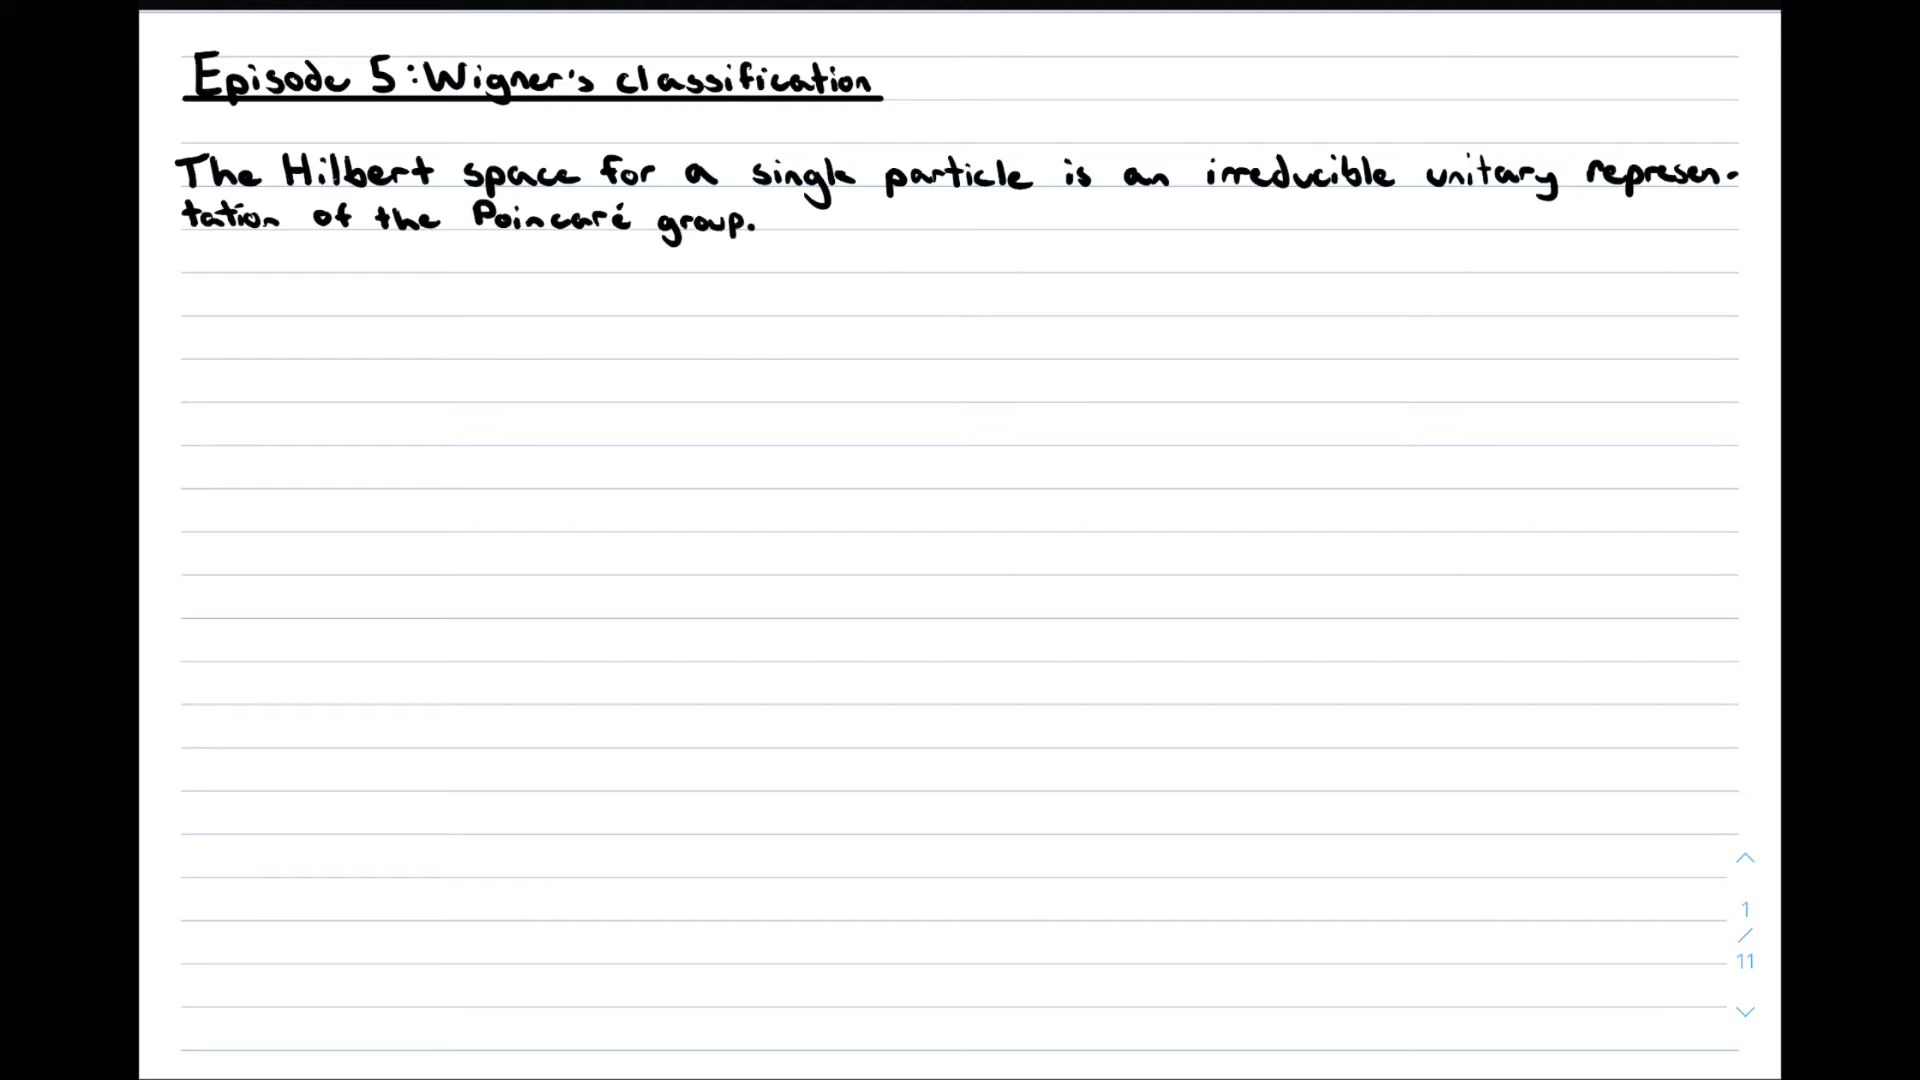 Episode 5: Wigner's classification
The Hilbert space for a single particle is an irreducible unitary represen-
tation of the Poincaré group.
1
/
11